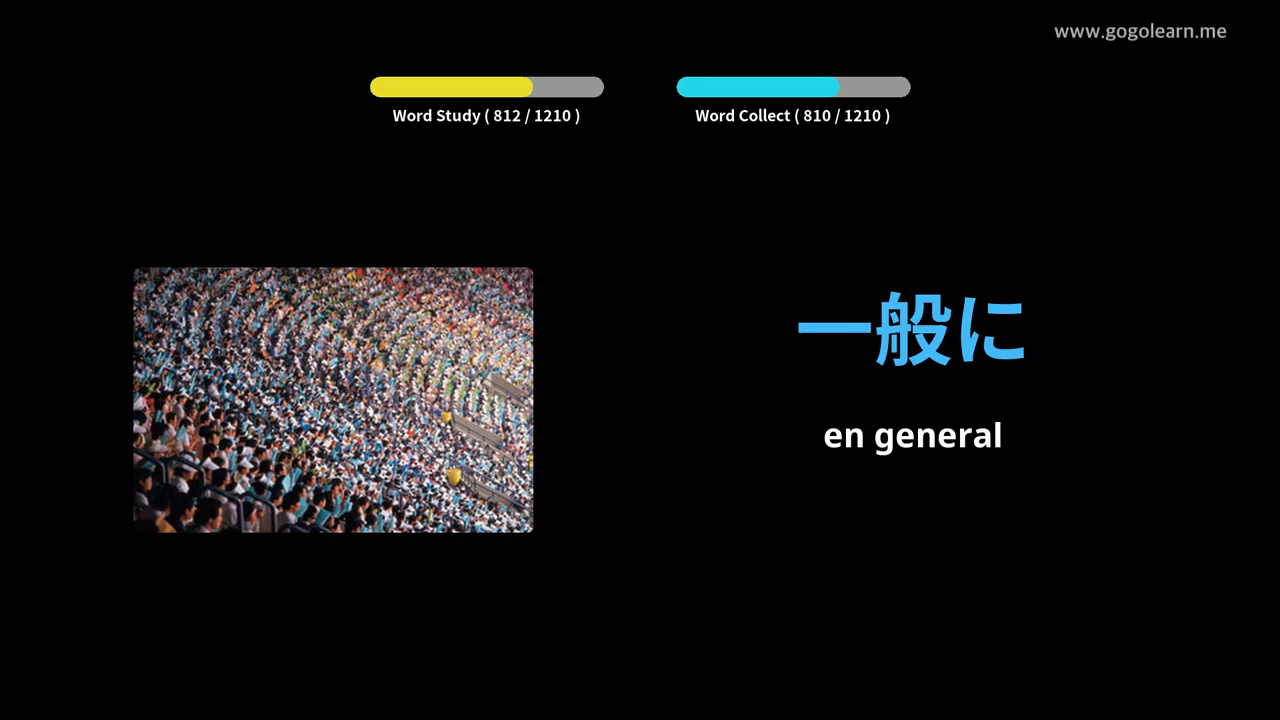 www.gogolearn.me
Word Study ( 812 / 1210 )
Word Collect ( 810 / 1210 )
一般に
en general